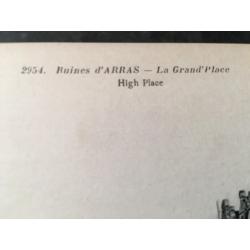 2954. Ruines d'ARRAS — La Grand'Place
High Place